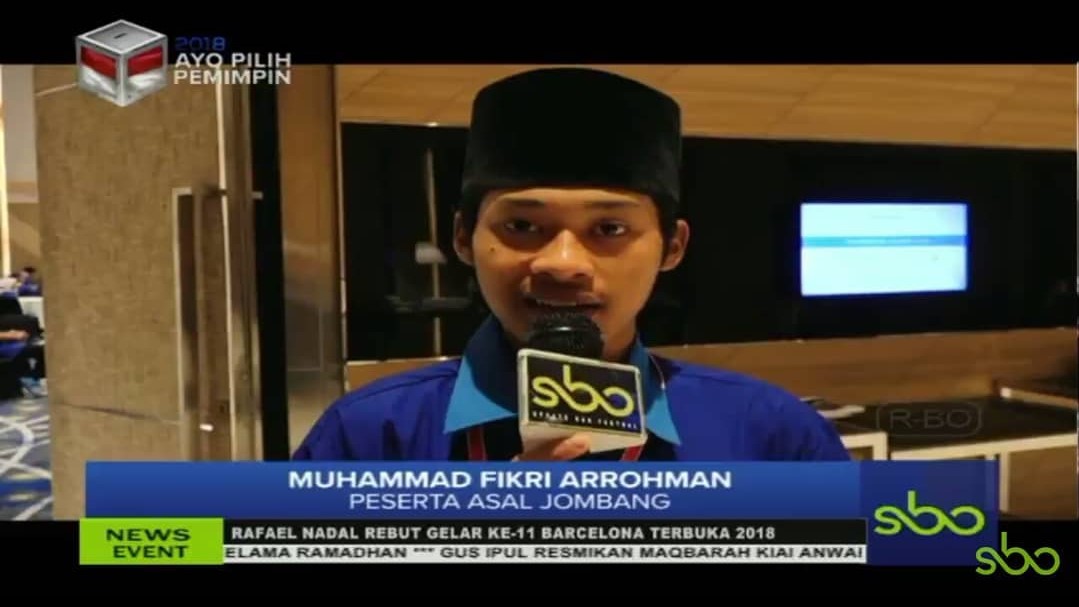 2018
AYO PILIH
PEMIMPIN
sbo
R-BO
MUHAMMAD FIKRI ARROHMAN
PESERTA ASAL JOMBANG
sbo
NEWS
EVENT
RAFAEL NADAL REBUT GELAR KE-11 BARCELONA TERBUKA 2018
ELAMA RAMADHAN *** GUS IPUL RESMIKAN MAQBARAH KIAI ANWAI
sbo